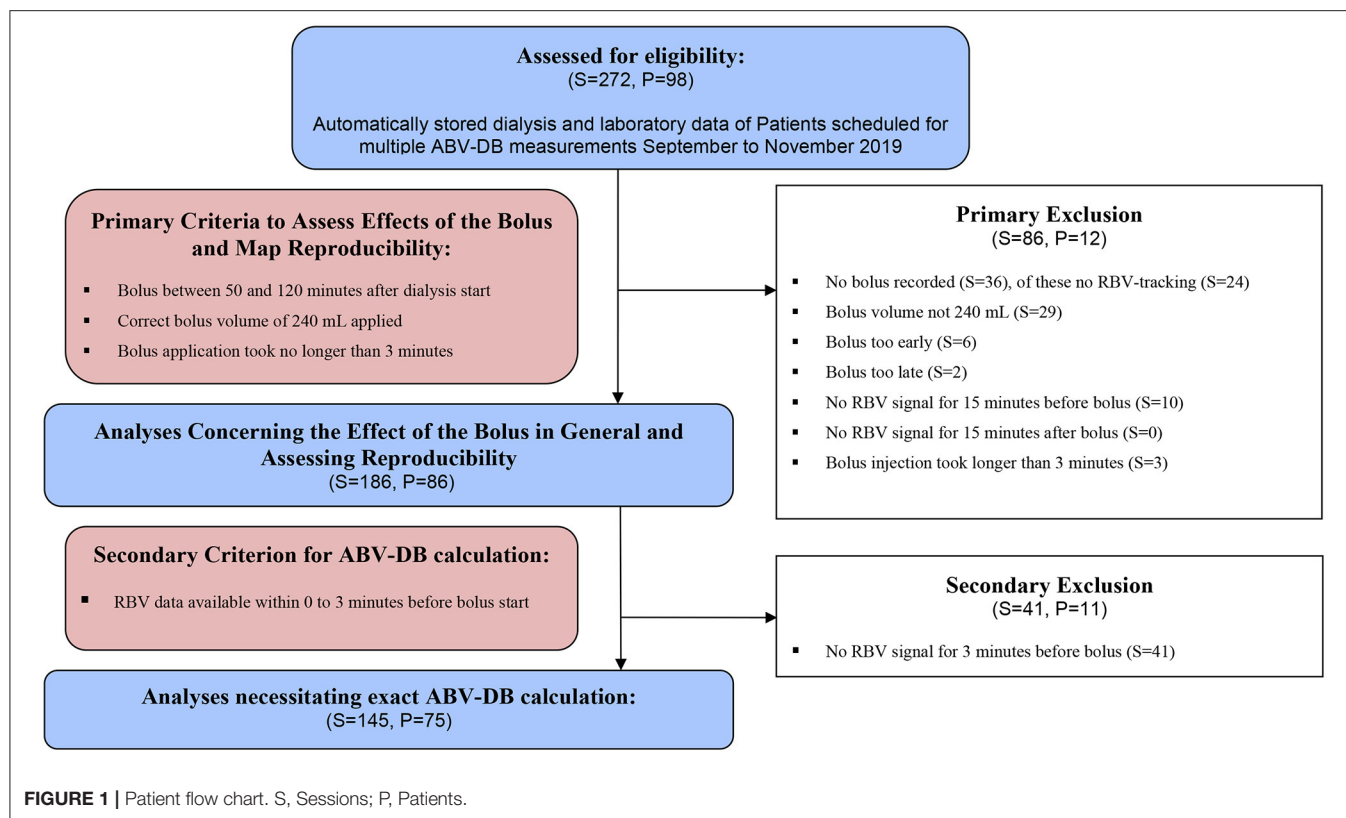 Assessed for eligibility:
(S=272, P=98)
Automatically stored dialysis and laboratory data of Patients scheduled for
multiple ABV-DB measurements September to November 2019
Primary Criteria to Assess Effects of the Bolus
and Map Reproducibility:
▪ Bolus between 50 and 120 minutes after dialysis start
▪ Correct bolus volume of 240 mL applied
▪ Bolus application took no longer than 3 minutes
Primary Exclusion
(S=86, P=12)
▪ No bolus recorded (S=36), of these no RBV-tracking (S=24)
▪ Bolus volume not 240 mL (S=29)
▪ Bolus too early (S=6)
▪ Bolus too late (S=2)
▪ No RBV signal for 15 minutes before bolus (S=10)
▪ No RBV signal for 15 minutes after bolus (S=0)
▪ Bolus injection took longer than 3 minutes (S=3)
Analyses Concerning the Effect of the Bolus in General and
Assessing Reproducibility
(S=186, P=86)
Secondary Criterion for ABV-DB calculation:
▪ RBV data available within 0 to 3 minutes before bolus start
Secondary Exclusion
(S=41, P=11)
▪ No RBV signal for 3 minutes before bolus (S=41)
Analyses necessitating exact ABV-DB calculation:
(S=145, P=75)
FIGURE 1 | Patient flow chart. S, Sessions; P, Patients.